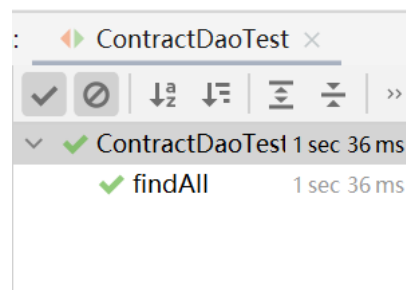 : ContractDaoTest ×
ContractDaoTest 1 sec 36 ms
findAll 1 sec 36 ms